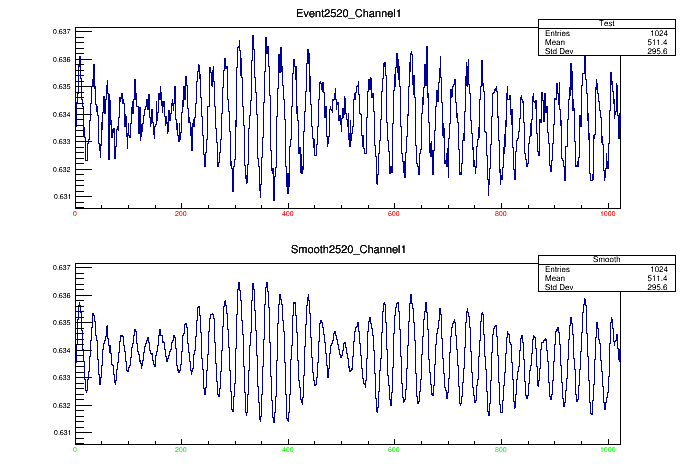 Event2520_Channel1
Test
Entries 1024
Mean 511.4
Std Dev 295.6
0.637
0.636
0.635
0.634
0.633
0.632
0.631
0 200 400 600 800 1000
Smooth2520_Channel1
Smooth
Entries 1024
Mean 511.4
Std Dev 295.6
0.637
0.636
0.635
0.634
0.633
0.632
0.631
0 200 400 600 800 1000